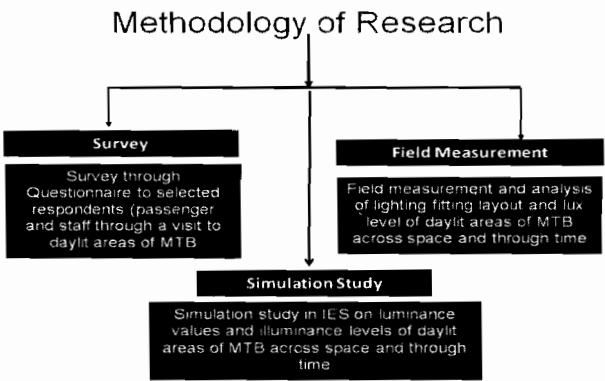 Methodology of Research
Survey
Survey through
Questionnaire to selected
respondents (passenger
and staff through a visit to
daylit areas of MTB
Field Measurement
Field measurement and analysis
of lighting fitting layout and lux
level of daylit areas of MTB
across space and through time
Simulation Study
Simulation study in IES on luminance
values and illuminance levels of daylit
areas of MTB across space and through
time